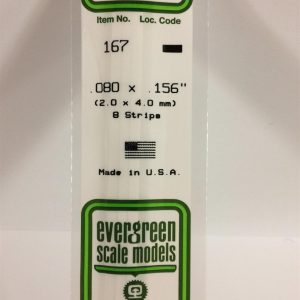 Item No. Loc. Code
167
.080 x .156"
(2.0 x 4.0 mm)
8 Strips
Made in U.S.A.
evergreen
scale models